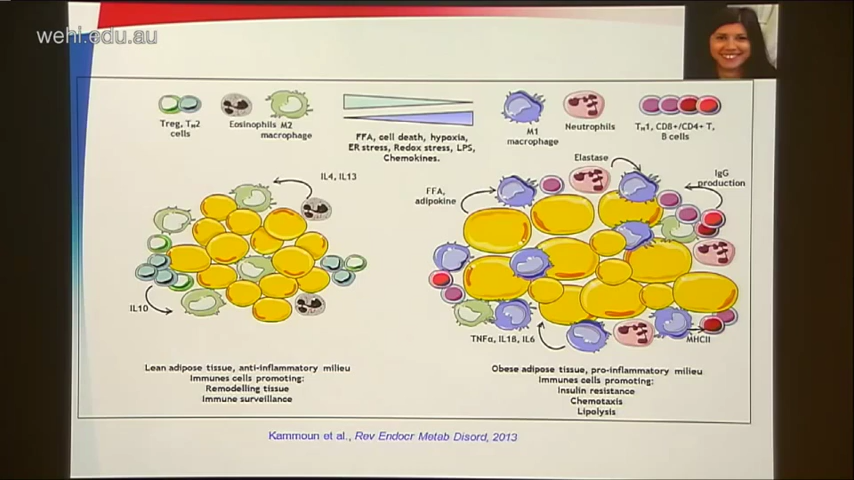 wehi.edu.au
Treg, TH2
cells
Eosinophils
M2
macrophage
FFA, cell death, hypoxia,
ER stress, Redox stress, LPS,
Chemokines.
M1
macrophage
Neutrophils
TH1, CD8+/CD4+ T,
B cells
IL4, IL13
IL10
Elastase
FFA,
adipokine
IgG
production
TNFα, IL1B, IL6
MHCII
Lean adipose tissue, anti-inflammatory milieu
Immunes cells promoting:
Remodelling tissue
Immune surveillance
Obese adipose tissue, pro-inflammatory milieu
Immunes cells promoting:
Insulin resistance
Chemotaxis
Lipolysis
Kammoun et al., Rev Endocr Metab Disord, 2013